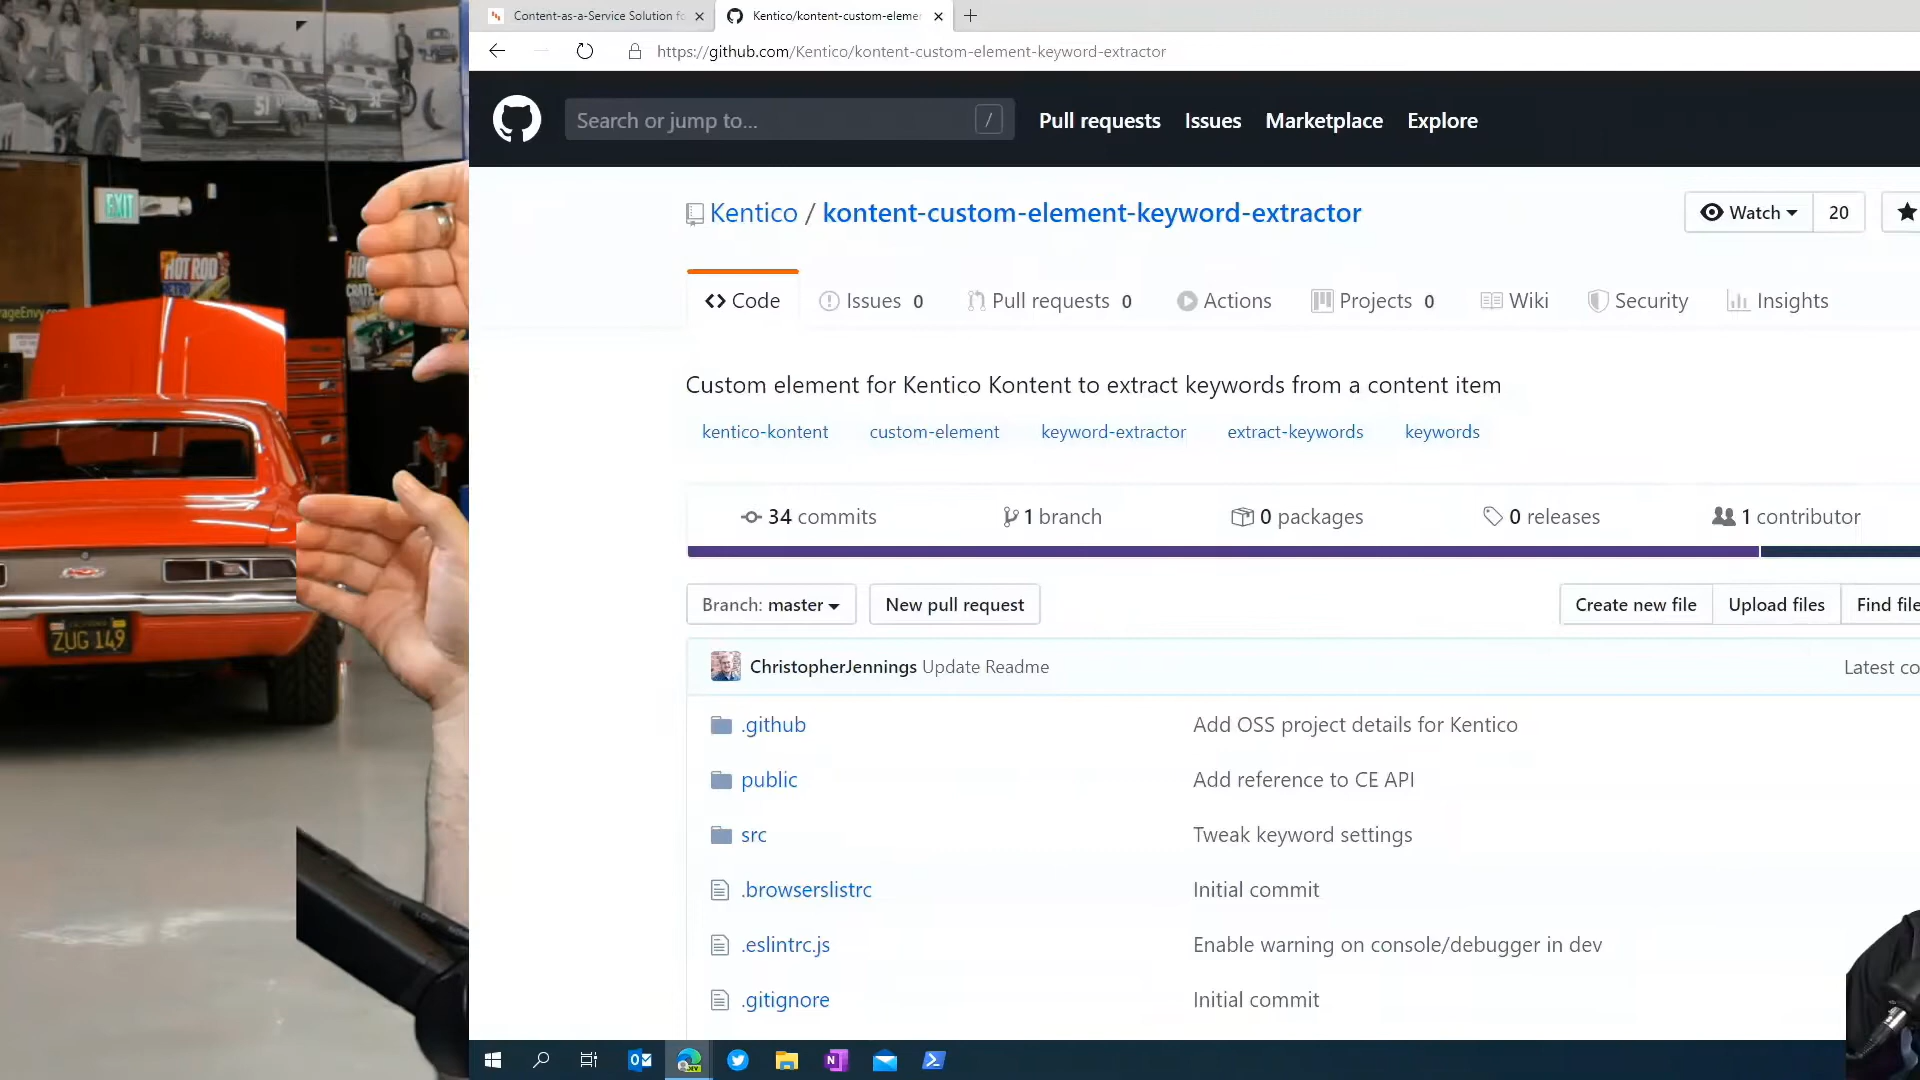 Content-as-a-Service Solution fo
Kentico/kontent-custom-eleme
https://github.com/Kentico/kontent-custom-element-keyword-extractor
Search or jump to...
/
Pull requests
Issues
Marketplace
Explore
Kentico / kontent-custom-element-keyword-extractor
Watch
20
Code
Issues 0
Pull requests 0
Actions
Projects 0
Wiki
Security
Insights
Custom element for Kentico Kontent to extract keywords from a content item
kentico-kontent
custom-element
keyword-extractor
extract-keywords
keywords
34 commits
1 branch
0 packages
0 releases
1 contributor
Branch: master
New pull request
Create new file
Upload files
Find file
ChristopherJennings Update Readme
Latest co
.github
Add OSS project details for Kentico
public
Add reference to CE API
src
Tweak keyword settings
.browserslistrc
Initial commit
.eslintrc.js
Enable warning on console/debugger in dev
.gitignore
Initial commit
51
EXIT
HOT ROD
HO
CRATE
rageEnvy.com
ZUG 149